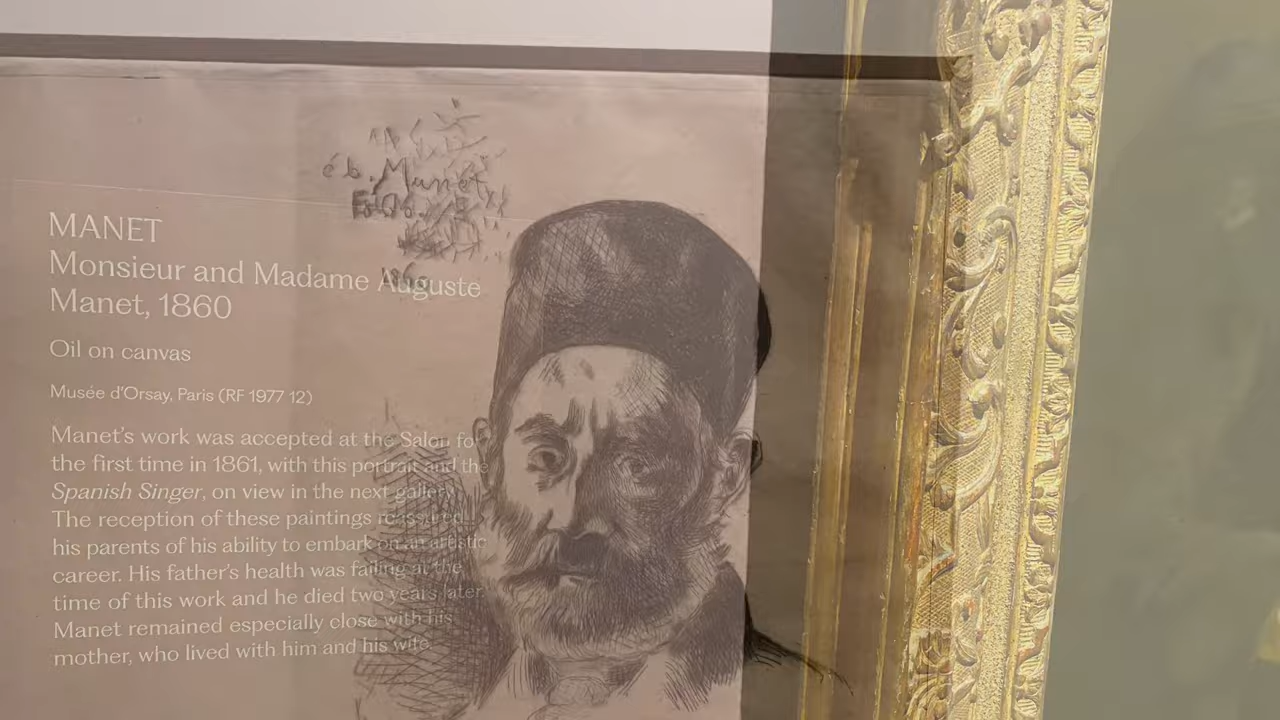 éd. Manet
1860
MANET
Monsieur and Madame Auguste
Manet, 1860
Oil on canvas
Musée d'Orsay, Paris (RF 1977 12)
Manet's work was accepted at the Salon for
the first time in 1861, with this portrait and the
Spanish Singer, on view in the next gallery.
The reception of these paintings reassured
his parents of his ability to embark on an artistic
career. His father's health was failing at the
time of this work and he died two years later.
Manet remained especially close with his
mother, who lived with him and his wife.